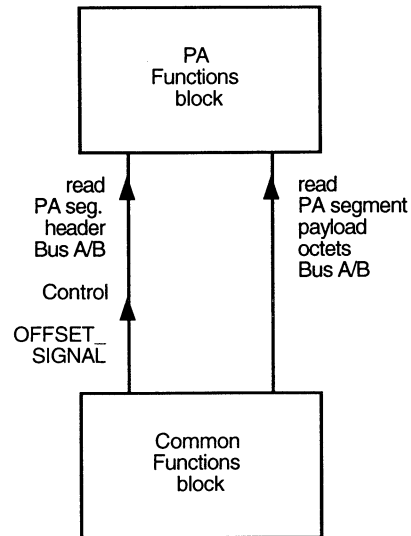 PA
Functions
block
read
PA seg.
header
Bus A/B
read
PA segment
payload
octets
Bus A/B
Control
OFFSET_
SIGNAL
Common
Functions
block